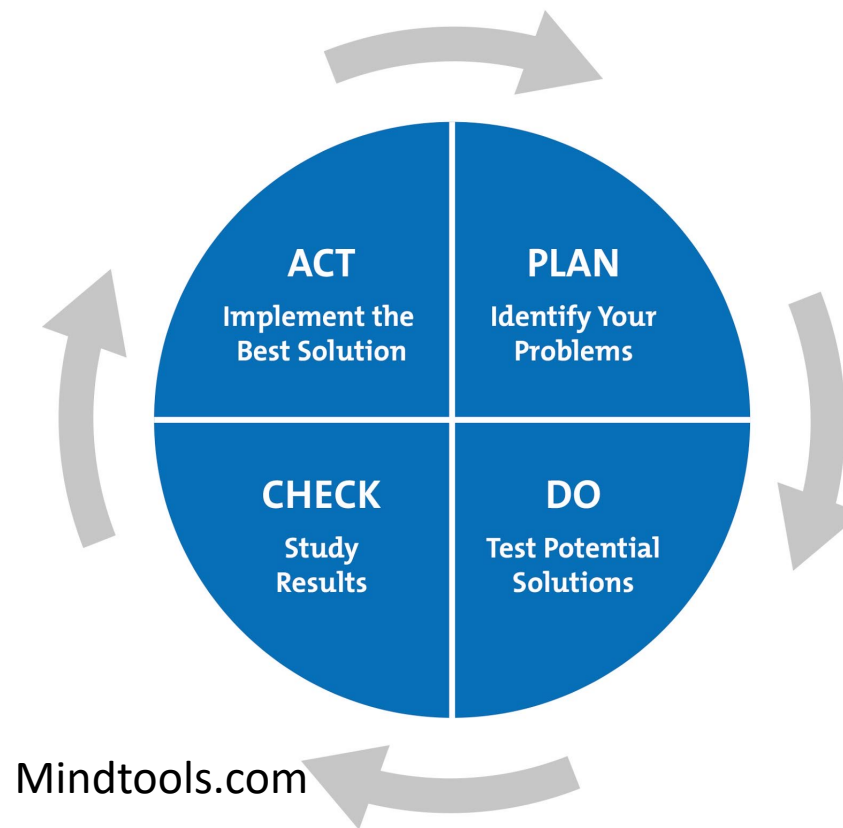 ACT
Implement the
Best Solution
PLAN
Identify Your
Problems
CHECK
Study
Results
DO
Test Potential
Solutions
Mindtools.com